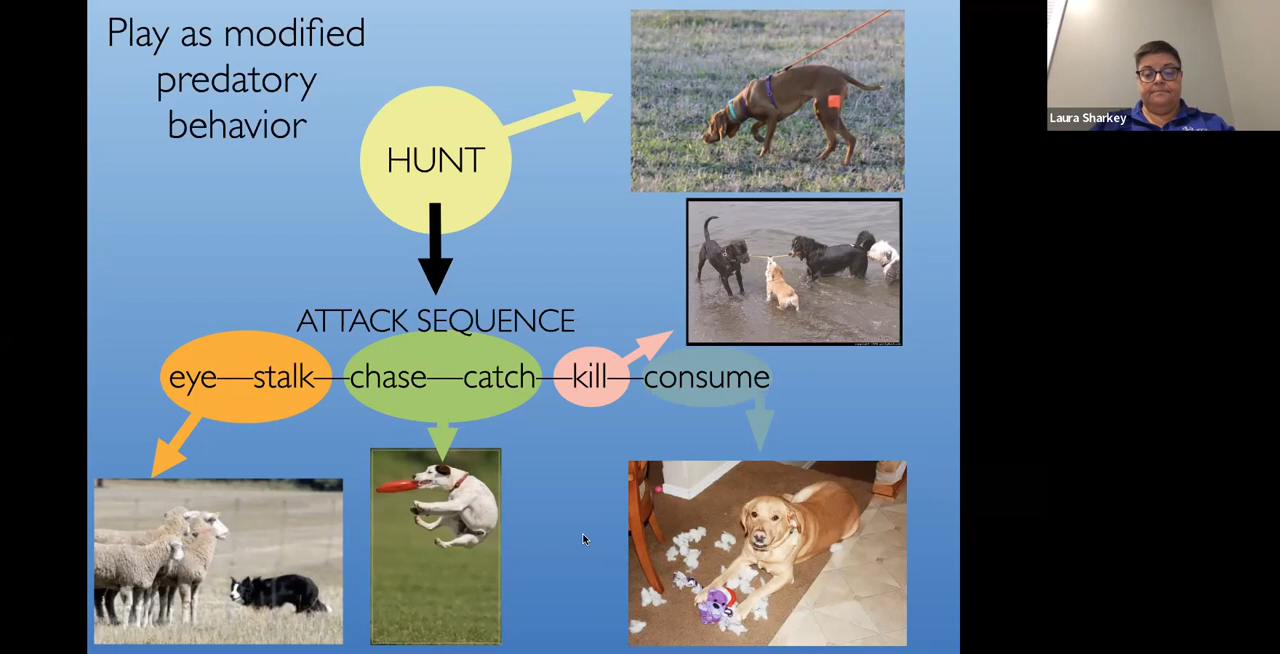 Play as modified
predatory
behavior
HUNT
ATTACK SEQUENCE
eye—stalk—chase—catch—kill—consume
Laura Sharkey